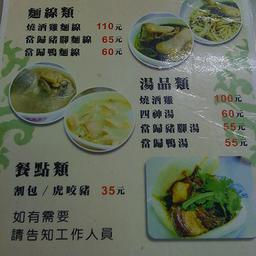 麵線類
燒酒雞麵線 110元
當歸豬腳麵線 65元
當歸鴨麵線 60元
湯品類
燒酒雞 100元
四神湯 60元
當歸豬腳湯 55元
當歸鴨湯 55元
餐點類
割包 / 虎咬豬 35元
如有需要
請告知工作人員